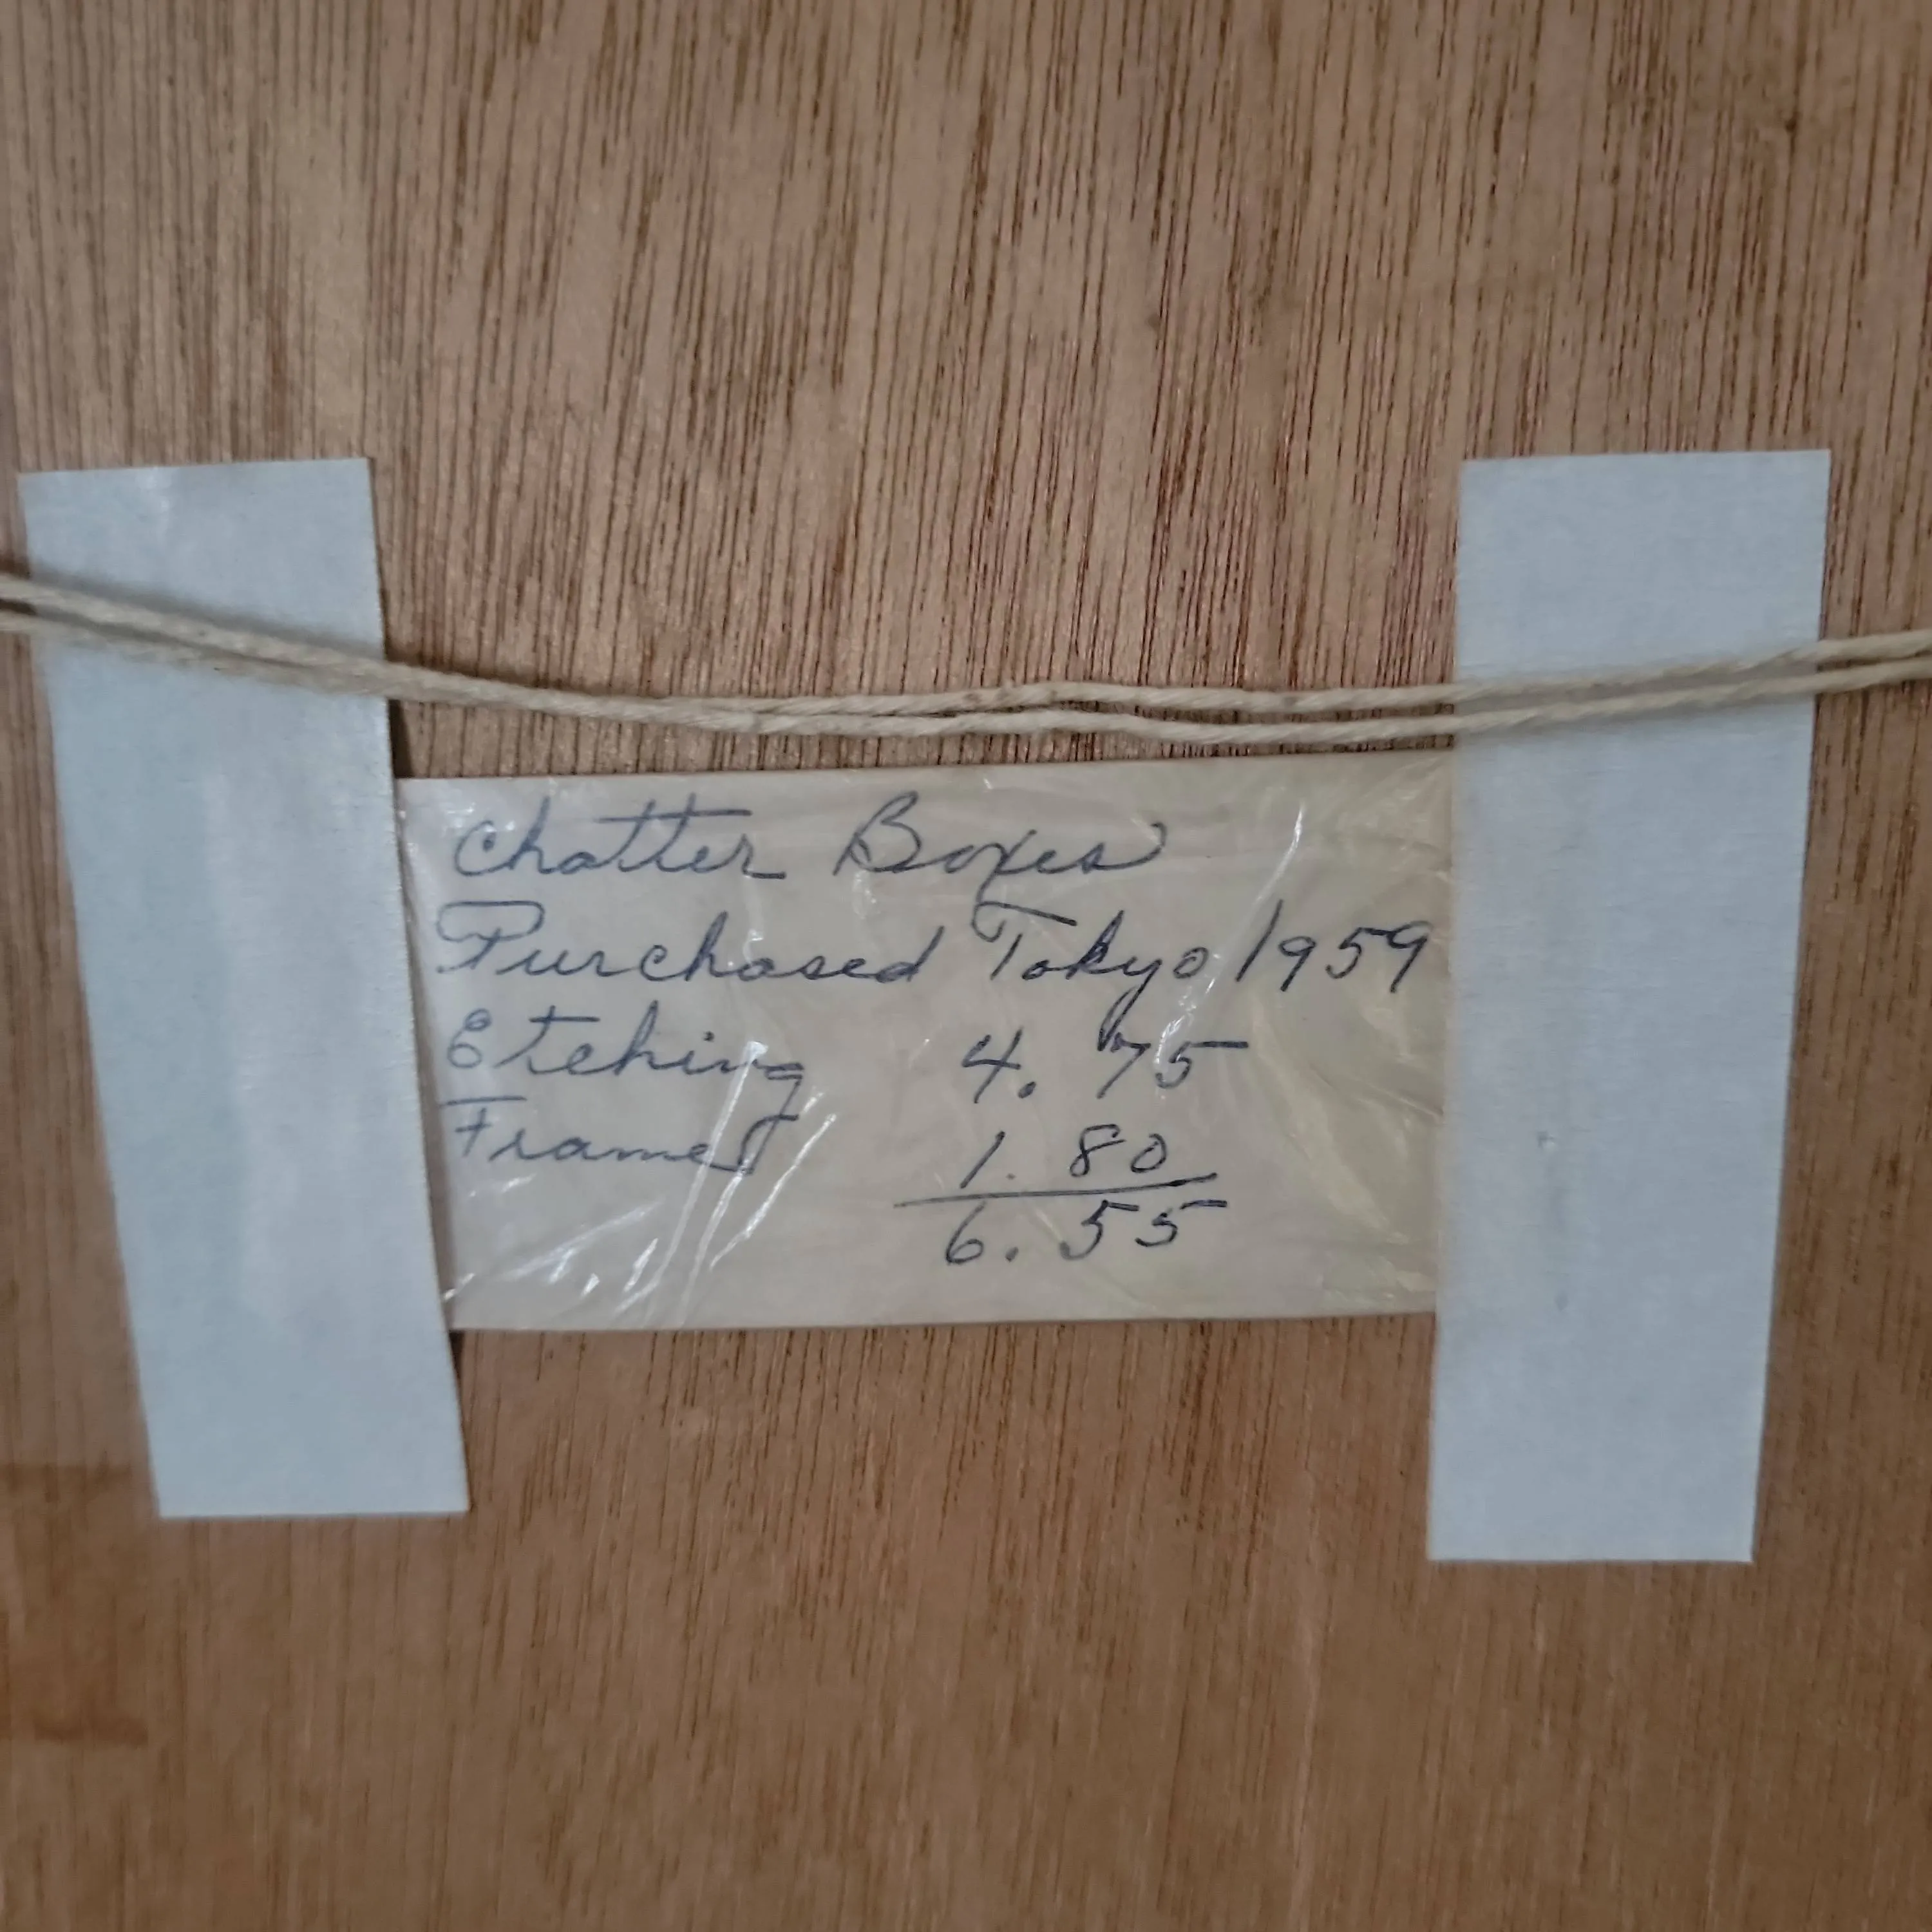 Chatter Boxes
Purchased Tokyo 1959
Etching 4.75
Frame 1.80
6.55